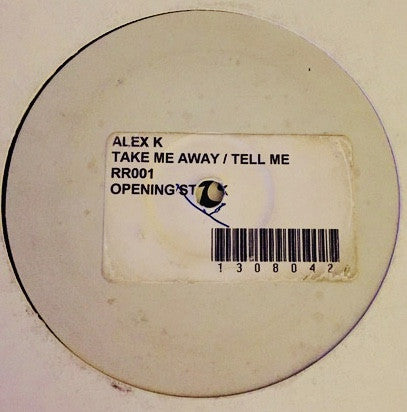 ALEX K
TAKE ME AWAY / TELL ME
RR001
OPENING
1308042